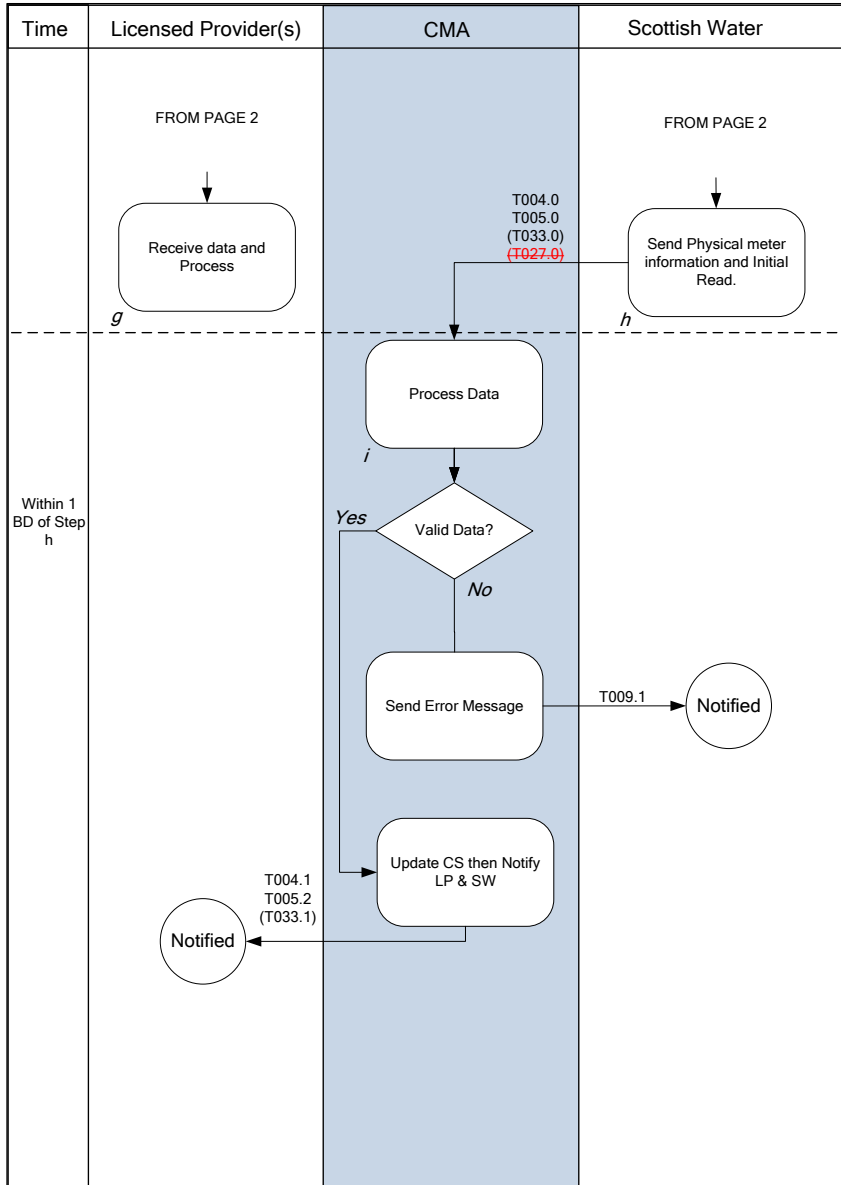 Time
Licensed Provider(s)
CMA
Scottish Water
FROM PAGE 2
FROM PAGE 2
Receive data and
Process
g
T004.0
T005.0
(T033.0)
(T027.0)
Send Physical meter
information and Initial
Read.
h
Within 1
BD of Step
h
Process Data
i
Valid Data?
Yes
No
Send Error Message
T009.1
Notified
Update CS then Notify
LP & SW
T004.1
T005.2
(T033.1)
Notified